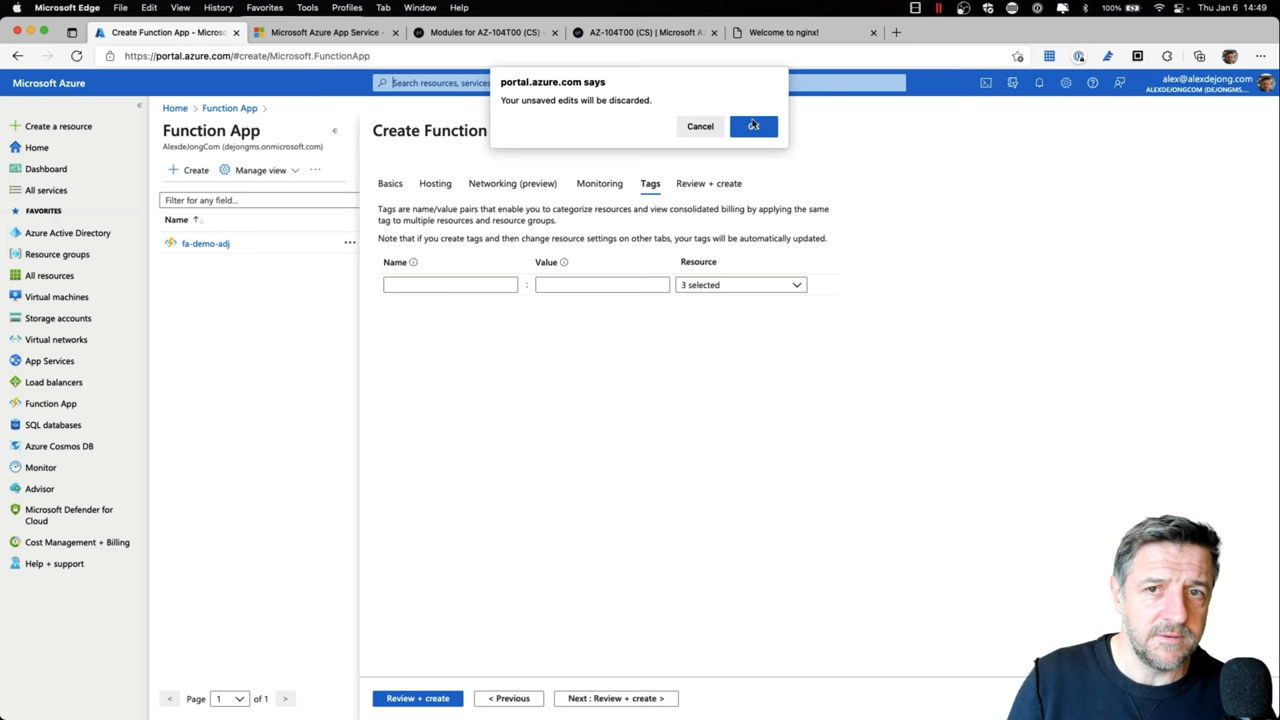 Microsoft Edge File Edit View History Favorites Tools Profiles Tab Window Help 100% Thu Jan 6 14:49
Create Function App - Microso
Microsoft Azure App Service -
Modules for AZ-104T00 (CS) -
AZ-104T00 (CS) | Microsoft A
Welcome to nginx!
https://portal.azure.com/#create/Microsoft.FunctionApp
Microsoft Azure
Search resources, services
alex@alexdejong.com
ALEXDEJONGCOM (DEJONGMS....
portal.azure.com says
Your unsaved edits will be discarded.
Cancel
Create a resource
Home
Dashboard
All services
FAVORITES
Azure Active Directory
Resource groups
All resources
Virtual machines
Storage accounts
Virtual networks
App Services
Load balancers
Function App
SQL databases
Azure Cosmos DB
Monitor
Advisor
Microsoft Defender for
Cloud
Cost Management + Billing
Help + support
Home > Function App >
Function App
AlexdeJongCom (dejongms.onmicrosoft.com)
+ Create Manage view ...
Filter for any field...
Name ↑↓
fa-demo-adj ...
< Page 1 of 1 >
Create Function
Basics Hosting Networking (preview) Monitoring Tags Review + create
Tags are name/value pairs that enable you to categorize resources and view consolidated billing by applying the same
tag to multiple resources and resource groups.
Note that if you create tags and then change resource settings on other tabs, your tags will be automatically updated.
Name Value Resource
: 3 selected
Review + create < Previous Next : Review + create >